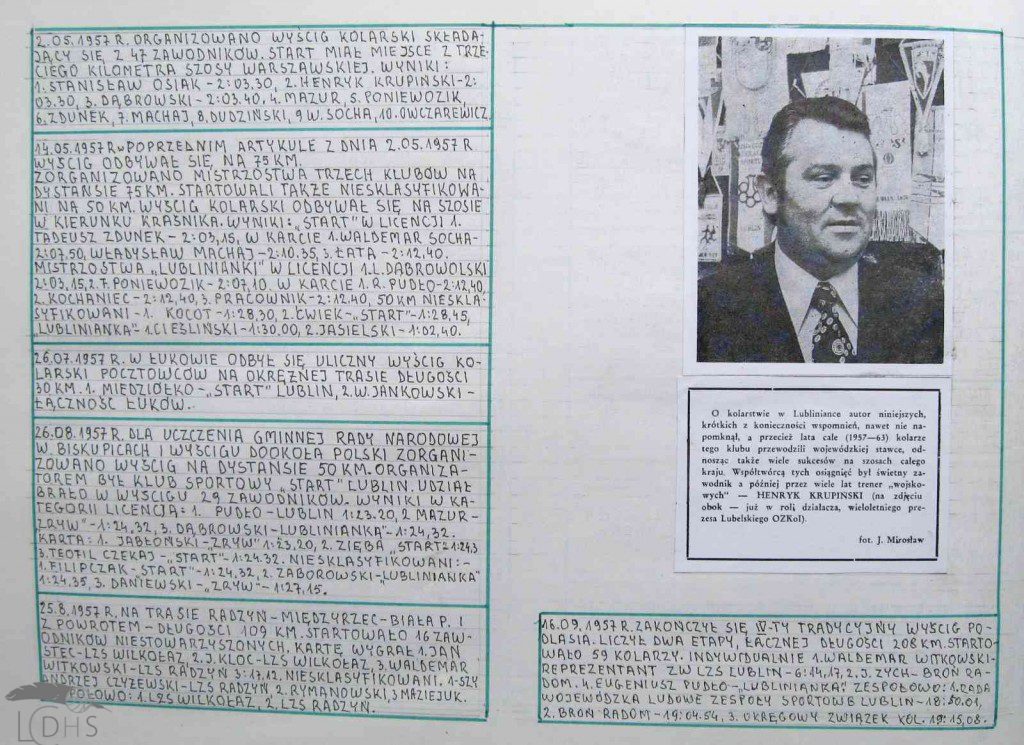 2.05.1957 R. ORGANIZOWANO WYŚCIG KOLARSKI SKŁADA-
JĄCY SIĘ Z 47 ZAWODNIKÓW. START MIAŁ MIEJSCE Z TRZE-
CIEGO KILOMETRA SZOSY WARSZAWSKIEJ. WYNIKI:
1. STANISŁAW OSIAK - 2:03.30, 2. HENRYK KRUPIŃSKI-2:
03.30, 3. DĄBROWSKI - 2:03.40. 4. MAZUR, 5. PONIEWOZIK,
6. ZDUNEK, 7. MACHAJ, 8. DUDZIŃSKI, 9 W. SOCHA, 10. OWCZAREWICZ
14.05.1957 R. W POPRZEDNIM ARTYKULE Z DNIA 2.05.1957 R
WYŚCIG ODBYWAŁ SIĘ NA 75 KM.
ZORGANIZOWANO MISTRZOSTWA TRZECH KLUBÓW NA
DYSTANSIE 75 KM. STARTOWALI TAKŻE NIESKLASYFIKOWA-
NI NA 50 KM. WYŚCIG KOLARSKI ODBYWAŁ SIĘ NA SZOSIE
W KIERUNKU KRAŚNIKA. WYNIKI: „START" W LICENCJI 1.
TADEUSZ ZDUNEK - 2:03,15, W KARCIE 1. WALDEMAR SOCHA-
2:07,50, WŁADYSŁAW MACHAJ - 2:10.35, 3. ŁATA - 2:12,40.
MISTRZOSTWA „LUBLINIANKI" W LICENCJI 1. L. DĄBROWOLSKI
2:03,15, 2. T. PONIEWOZIK - 2:07,10. W KARCIE 1. R. PUDŁO-2:12,40,
2. KOCHANIEC - 2:12,40, 3. PRACOWNIK - 2:12,40, 50 KM NIESKLA-
SYFIKOWANI - 1. KOCOT - 1:28,30, 2. ĆWIEK - „START" - 1:28,45,
LUBLINIANKA" 1. CIEŚLIŃSKI - 1:30,00, 2. JASIELSKI - 1:02,40.
26.07.1957 R. W ŁUKOWIE ODBYŁ SIĘ ULICZNY WYŚCIG KO-
LARSKI POCZTOWCÓW NA OKRĘŻNEJ TRASIE DŁUGOŚCI
30 KM. 1. MIEDZIOŁKO - „START" LUBLIN, 2. W. JANKOWSKI -
ŁĄCZNOŚĆ ŁUKÓW.
26.08.1957 R. DLA UCZCZENIA GMINNEJ RADY NARODOWEJ
W BISKUPICACH I WYŚCIGU DOOKOŁA POLSKI ZORGANI-
ZOWANO WYŚCIG NA DYSTANSIE 50 KM. ORGANIZA-
TOREM BYŁ KLUB SPORTOWY „START" LUBLIN. UDZIAŁ
BRAŁO W WYŚCIGU 29 ZAWODNIKÓW. WYNIKI W KA-
TEGORII LICENCJA: 1. PUDŁO - LUBLIN 1:23.20, 2 MAZUR-
„ZRYW" - 1:24,32, 3. DĄBROWSKI - LUBLINIANKA" - 1:24,32.
KARTA: 1. JABŁOŃSKI - „ZRYW" 1:23,20, 2. ZIĘBA „START" - 1:24,3
3. TEOFIL CZEKAJ - „START" - 1:24.32. NIESKLASYFIKOWANI: -
1. FILIPCZAK - START" - 1:24,32, 2. ZABOROWSKI - „LUBLINIANKA"
1:24.35, 3. DANIEWSKI - „ZRYW" - 1:27,15.
25.8.1957 R. NA TRASIE RADZYŃ - MIĘDZYRZEC - BIAŁA P. I
Z POWROTEM - DŁUGOŚCI 109 KM. STARTOWAŁO 16 ZAW-
ODNIKÓW NIESTOWARZYSZONYCH. KARTĘ WYGRAŁ 1. JAN
STEC - LZS WILKOŁAZ, 2. J. KLOC - LZS WILKOŁAZ, 3. WALDEMAR
WITKOWSKI - LZS RADZYŃ 3:17,12. NIESKLASYFIKOWANI. 1-SZY
ANDRZEJ CZYŻEWSKI - LZS RADZYŃ 2. RYMANOWSKI, 3 MAZIEJUK.
POŁOWO: 1. LZS WILKOŁAZ, 2. LZS RADZYŃ.
LCDHS
O kolarstwie w Lubliniance autor niniejszych,
krótkich z konieczności wspomnień, nawet nie na-
pomknął, a przecież lata całe (1957—63) kolarze
tego klubu przewodzili wojewódzkiej stawce, od-
nosząc także wiele sukcesów na szosach całego
kraju. Współtwórcą tych osiągnięć był świetny za-
wodnik a później przez wiele lat trener „wojsko-
wych" — HENRYK KRUPINSKI (na zdjęciu
obok — już w roli działacza, wieloletniego pre-
zesa Lubelskiego OZKol).
fot. J. Mirosław
16.09.1957 R. ZAKOŃCZYŁ SIĘ IV-TY TRADYCYJNY WYŚCIG PO-
DLASIA. LICZYŁ DWA ETAPY, ŁACZNEJ DŁUGOŚCI 208 KM. STARTO-
WAŁO 59 KOLARZY. INDYWIDUALNIE 1. WALDEMAR WITKOWSKI-
REPREZENTANT ZW LZS LUBLIN - 6:14,17, 2. J. ZYCH - BROŃ RA-
DOM. 4. EUGENIUSZ PUDŁO - „LUBLINIANKA" ZESPOŁOWO: 1. RADA
WOJEWÓDZKA LUDOWE ZESPOŁY SPORTOWE LUBLIN - 18:50.01,
2. BROŃ RADOM - 19:04.54, 3. OKRĘGOWY ZWIĄZEK KOL. 19:15,08.